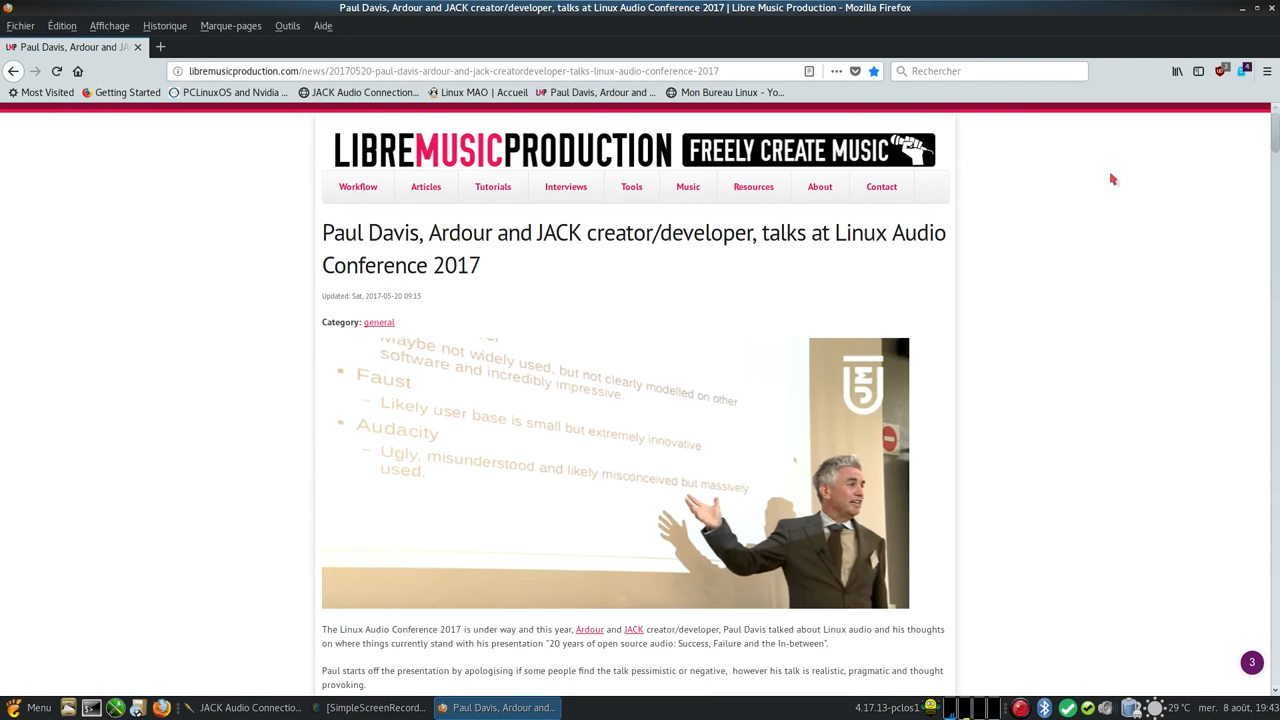 Paul Davis, Ardour and JACK creator/developer, talks at Linux Audio Conference 2017 | Libre Music Production - Mozilla Firefox
Fichier Édition Affichage Historique Marque-pages Outils Aide
Paul Davis, Ardour and JA
libremusicproduction.com/news/20170520-paul-davis-ardour-and-jack-creatordeveloper-talks-linux-audio-conference-2017 Rechercher
Most Visited Getting Started PCLinuxOS and Nvidia ... JACK Audio Connection... Linux MAO | Accueil Paul Davis, Ardour and ... Mon Bureau Linux - Yo...
LIBREMUSICPRODUCTION FREELY CREATE MUSIC
Workflow Articles Tutorials Interviews Tools Music Resources About Contact
Paul Davis, Ardour and JACK creator/developer, talks at Linux Audio
Conference 2017
Updated: Sat, 2017-05-20 09:15
Category: general
Maybe not widely used, but not clearly modelled on other
software and incredibly impressive.
• Faust
– Likely user base is small but extremely innovative
• Audacity
– Ugly, misunderstood and likely misconceived but massively
used.
The Linux Audio Conference 2017 is under way and this year, Ardour and JACK creator/developer, Paul Davis talked about Linux audio and his thoughts
on where things currently stand with his presentation "20 years of open source audio: Success, Failure and the In-between".
Paul starts off the presentation by apologising if some people find the talk pessimistic or negative, however his talk is realistic, pragmatic and thought
provoking.
3
Menu JACK Audio Connectio... [SimpleScreenRecord... Paul Davis, Ardour and... 4.17.13-pclos1 29 °C mer. 8 août, 19:43